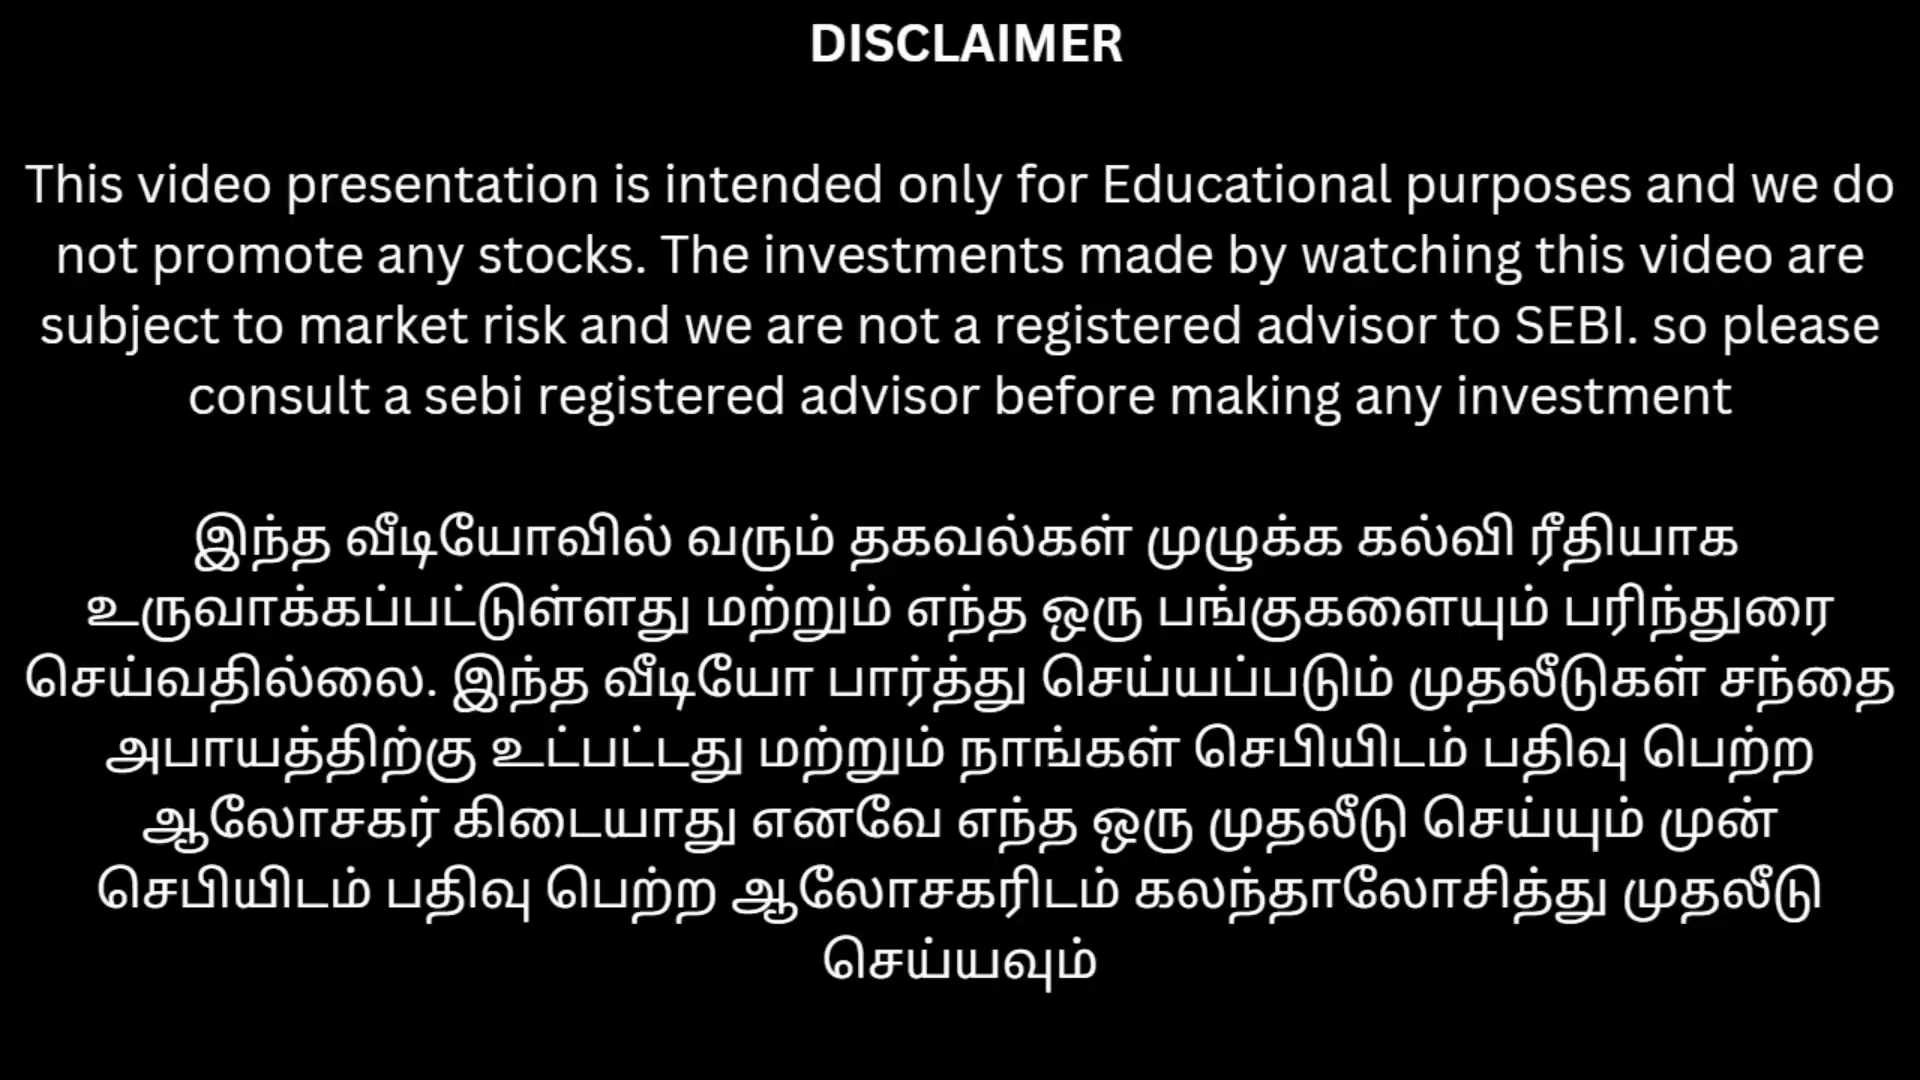 DISCLAIMER
This video presentation is intended only for Educational purposes and we do
not promote any stocks. The investments made by watching this video are
subject to market risk and we are not a registered advisor to SEBI. so please
consult a sebi registered advisor before making any investment
இந்த வீடியோவில் வரும் தகவல்கள் முழுக்க கல்வி ரீதியாக
உருவாக்கப்பட்டுள்ளது மற்றும் எந்த ஒரு பங்குகளையும் பரிந்துரை
செய்வதில்லை. இந்த வீடியோ பார்த்து செய்யப்படும் முதலீடுகள் சந்தை
அபாயத்திற்கு உட்பட்டது மற்றும் நாங்கள் செபியிடம் பதிவு பெற்ற
ஆலோசகர் கிடையாது எனவே எந்த ஒரு முதலீடு செய்யும் முன்
செபியிடம் பதிவு பெற்ற ஆலோசகரிடம் கலந்தாலோசித்து முதலீடு
செய்யவும்